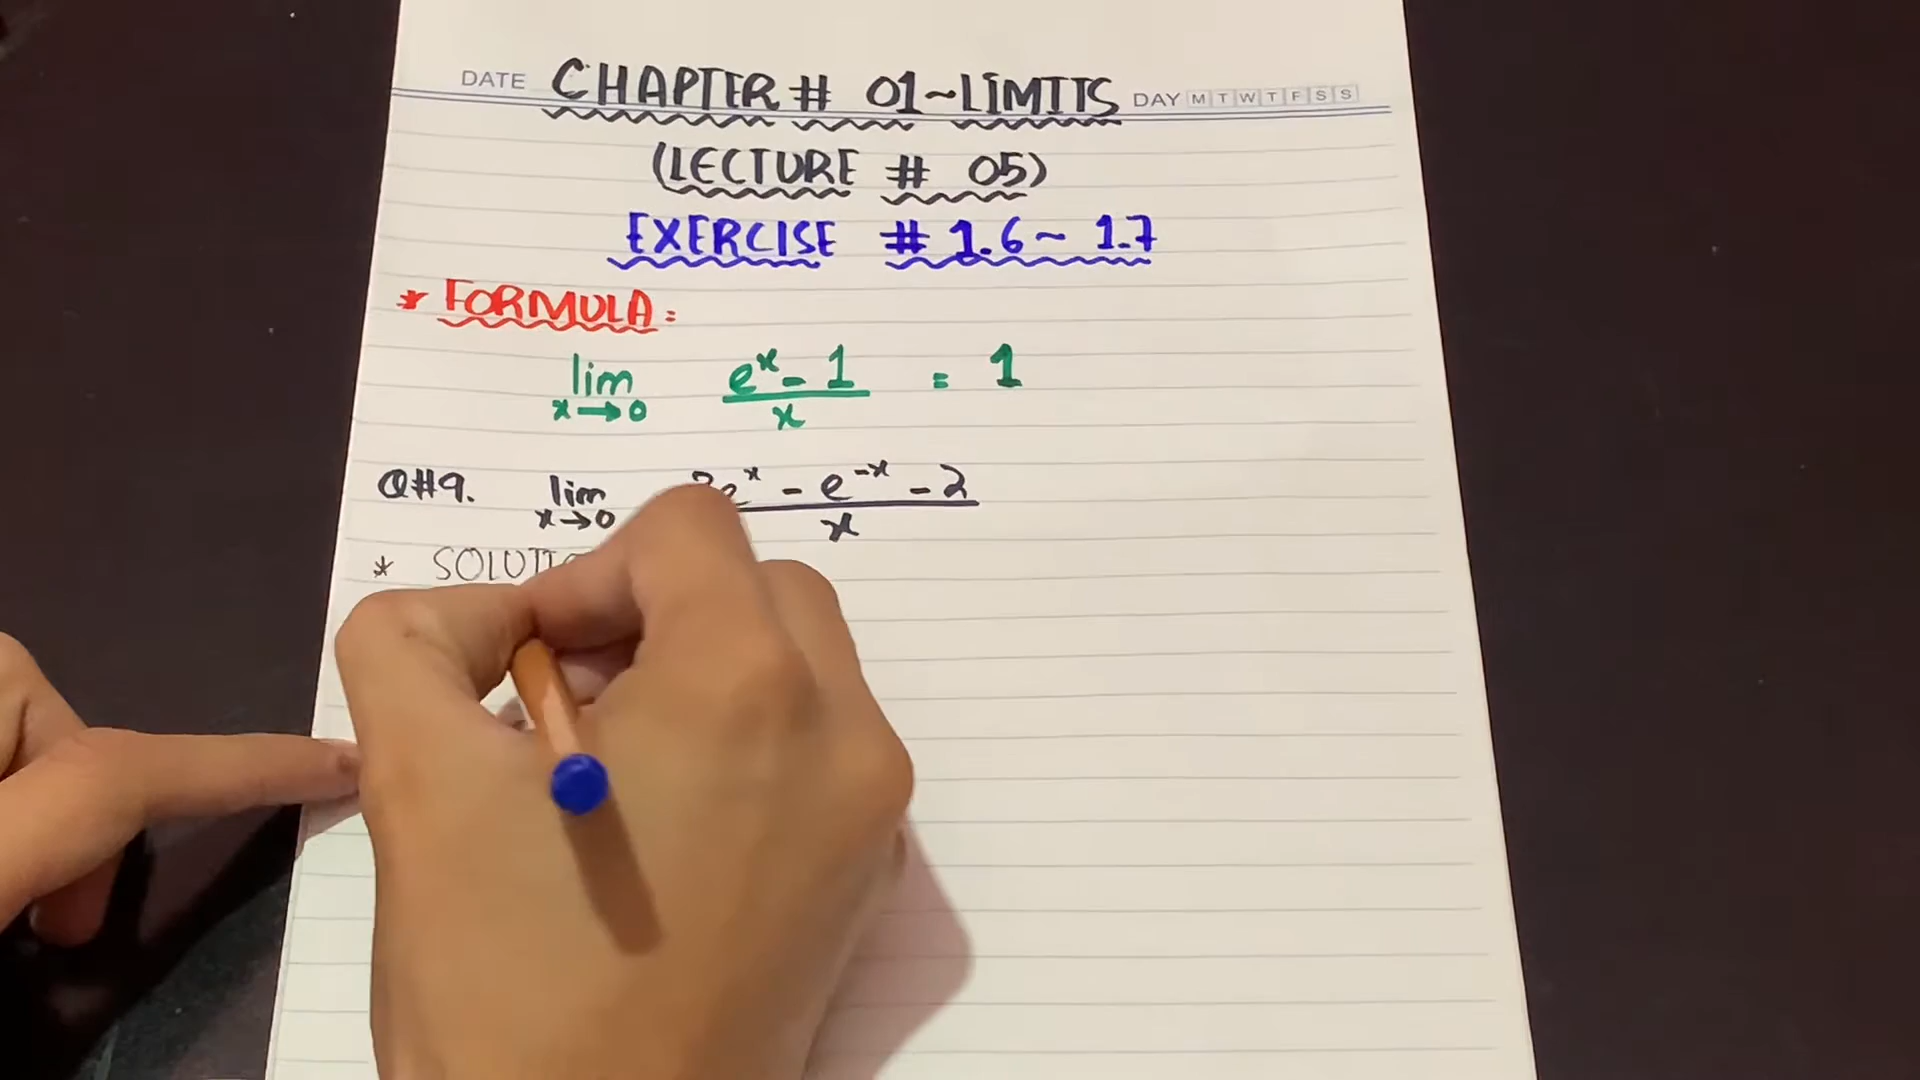 DATE CHAPTER # 01~LIMITS DAY M T W T F S S
(LECTURE # 05)
EXERCISE # 1.6 ~ 1.7
* FORMULA:
lim x→0 (e^x - 1)/x = 1
Q#9. lim x→0 (3e^x - e^-x - 2)/x
*